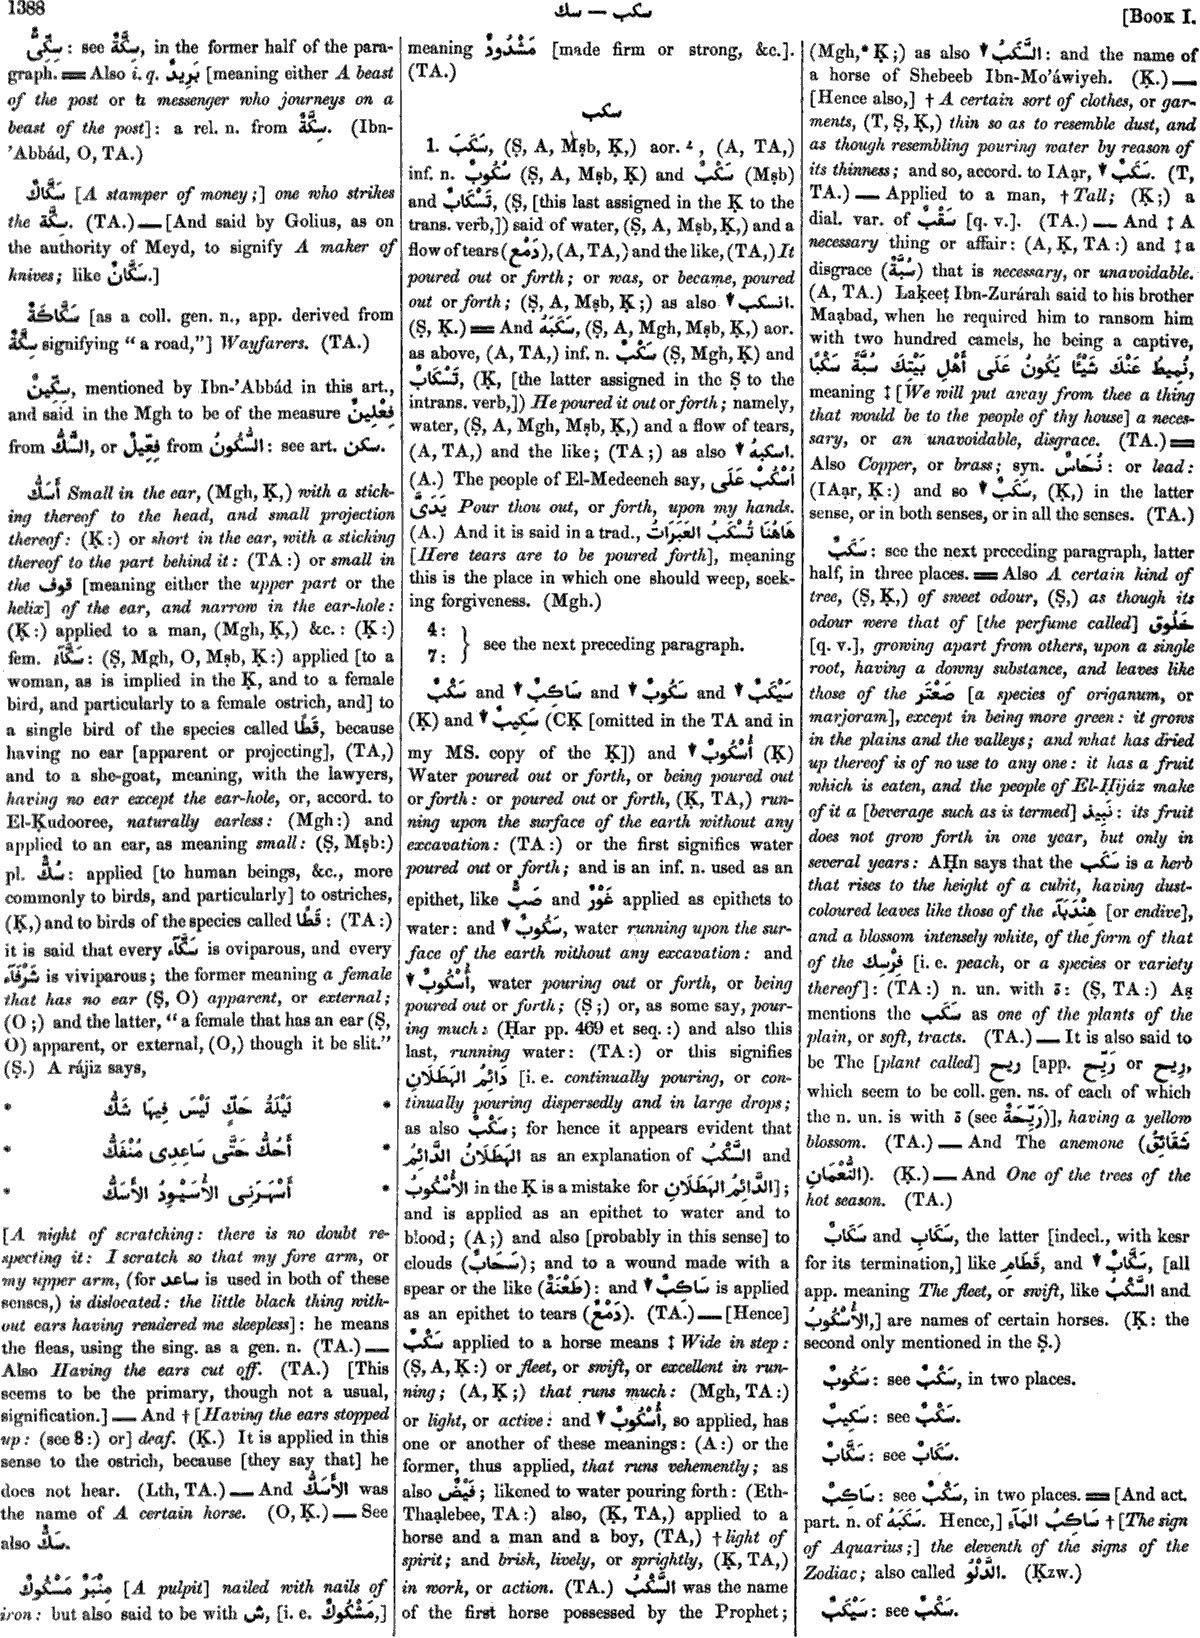 1388
سكب — سك
[BOOK I.
سِكِّىٌّ: see سِكَّةٌ, in the former half of the para-
graph. ═ Also i. q. بَرِيدٌ [meaning either A beast
of the post or a messenger who journeys on a
beast of the post]: a rel. n. from سِكَّةٌ. (Ibn-
'Abbád, O, TA.)
سَكَّاكٌ [A stamper of money;] one who strikes
the سِكَّة. (TA.) — [And said by Golius, as on
the authority of Meyd, to signify A maker of
knives; like سَكَّانٌ.]
سَكَّاكَةٌ [as a coll. gen. n., app. derived from
سِكَّةٌ signifying "a road,"] Wayfarers. (TA.)
سِكِّينٌ, mentioned by Ibn-'Abbád in this art.,
and said in the Mgh to be of the measure فِعْلِينٌ
from السَّكُّ, or فِعِّيلٌ from السُّكُونُ: see art. سكن.
أَسَكُّ Small in the ear, (Mgh, Ḳ,) with a stick-
ing thereof to the head, and small projection
thereof: (Ḳ:) or short in the ear, with a sticking
thereof to the part behind it: (TA:) or small in
the قُوف [meaning either the upper part or the
helix] of the ear, and narrow in the ear-hole:
(Ḳ:) applied to a man, (Mgh, Ḳ,) &c.: (Ḳ:)
fem. سَكَّآءُ: (Ṣ, Mgh, O, Mṣb, Ḳ:) applied [to a
woman, as is implied in the Ḳ, and to a female
bird, and particularly to a female ostrich, and] to
a single bird of the species called قَطًا, because
having no ear [apparent or projecting], (TA,)
and to a she-goat, meaning, with the lawyers,
having no ear except the ear-hole, or, accord. to
El-Ḳudooree, naturally earless: (Mgh:) and
applied to an ear, as meaning small: (Ṣ, Mṣb:)
pl. سُكٌّ: applied [to human beings, &c., more
commonly to birds, and particularly] to ostriches,
(Ḳ,) and to birds of the species called قَطًا: (TA:)
it is said that every سَكَّآء is oviparous, and every
شَرْفَآء is viviparous; the former meaning a female
that has no ear (Ṣ, O) apparent, or external;
(O;) and the latter, "a female that has an ear (Ṣ,
O) apparent, or external, (O,) though it be slit."
(Ṣ.) A rájiz says,
* لَيْلَةُ حَكٍّ لَيْسَ فِيهَا شَكُّ *
* أَحُكُّ حَتَّى سَاعِدِى مُنْفَكُّ *
* أَسْهَرَنِى الأُسَيْوِدُ الأَسَكُّ *
[A night of scratching: there is no doubt re-
specting it: I scratch so that my fore arm, or
my upper arm, (for ساعد is used in both of these
senses,) is dislocated: the little black thing with-
out ears having rendered me sleepless]: he means
the fleas, using the sing. as a gen. n. (TA.) —
Also Having the ears cut off. (TA.) [This
seems to be the primary, though not a usual,
signification.] — And † [Having the ears stopped
up: (see 8:) or] deaf. (Ḳ.) It is applied in this
sense to the ostrich, because [they say that] he
does not hear. (Lth, TA.) — And الأَسَكُّ was
the name of A certain horse. (O, Ḳ.) — See
also سَكٌّ.
مِنْبَرٌ مَسْكُوكٌ [A pulpit] nailed with nails of
iron: but also said to be with ش, [i. e. مَشْكُوكٌ,]
meaning مَشْدُودٌ [made firm or strong, &c.].
(TA.)
سكب
1. سَكَبَ, (Ṣ, A, Mṣb, Ḳ,) aor. ـُ, (A, TA,)
inf. n. سُكُوبٌ (Ṣ, A, Mṣb, Ḳ) and سَكْبٌ (Mṣb)
and تَسْكَابٌ, (Ṣ, [this last assigned in the Ḳ to the
trans. verb,]) said of water, (Ṣ, A, Mṣb, Ḳ,) and a
flow of tears (دَمْع), (A, TA,) and the like, (TA,) It
poured out or forth; or was, or became, poured
out or forth; (Ṣ, A, Mṣb, Ḳ;) as also ▼ انسكب.
(Ṣ, Ḳ.) ═ And سَكَبَهُ, (Ṣ, A, Mgh, Mṣb, Ḳ,) aor.
as above, (A, TA,) inf. n. سَكْبٌ (Ṣ, Mgh, Ḳ) and
تَسْكَابٌ, (Ḳ, [the latter assigned in the Ṣ to the
intrans. verb,]) He poured it out or forth; namely,
water, (Ṣ, A, Mgh, Mṣb, Ḳ,) and a flow of tears,
(A, TA,) and the like; (TA;) as also ▼ اسكبهُ.
(A.) The people of El-Medeeneh say, اُسْكُبْ عَلَى
يَدَىَّ Pour thou out, or forth, upon my hands.
(A.) And it is said in a trad., هَاهُنَا تُسْكَبُ العَبَرَاتُ
[Here tears are to be poured forth], meaning
this is the place in which one should weep, seek-
ing forgiveness. (Mgh.)
4: } see the next preceding paragraph.
7:
سَكْبٌ and ▼ سَاكِبٌ and ▼ سَكُوبٌ and ▼ سَيْكَبٌ
(Ḳ) and ▼ سَكِيبٌ (CḲ [omitted in the TA and in
my MS. copy of the Ḳ]) and ▼ أُسْكُوبٌ (Ḳ)
Water poured out or forth, or being poured out
or forth: or poured out or forth, (Ḳ, TA,) run-
ning upon the surface of the earth without any
excavation: (TA:) or the first signifies water
poured out or forth; and is an inf. n. used as an
epithet, like صَبٌّ and غَوْرٌ applied as epithets to
water: and ▼ سَكُوبٌ, water running upon the sur-
face of the earth without any excavation: and
▼ أُسْكُوبٌ, water pouring out or forth, or being
poured out or forth; (Ṣ;) or, as some say, pour-
ing much: (Ḥar pp. 469 et seq.:) and also this
last, running water: (TA:) or this signifies
دَائِمُ الهَطَلَانِ [i. e. continually pouring, or con-
tinually pouring dispersedly and in large drops;
as also سَكْبٌ; for hence it appears evident that
الهَطَلَانُ الدَّائِمُ as an explanation of السَّكْبُ and
الأُسْكُوبُ in the Ḳ is a mistake for الدَّائِمُ الهَطَلَانِ];
and is applied as an epithet to water and to
blood; (A;) and also [probably in this sense] to
clouds (سَحَابٌ); and to a wound made with a
spear or the like (طَعْنَةٌ): and ▼ سَاكِبٌ is applied
as an epithet to tears (دَمْعٌ). (TA.) — [Hence]
سَكْبٌ applied to a horse means ‡ Wide in step:
(Ṣ, A, Ḳ:) or fleet, or swift, or excellent in run-
ning; (A, Ḳ;) that runs much: (Mgh, TA:)
or light, or active: and ▼ أُسْكُوبٌ, so applied, has
one or another of these meanings: (A:) or the
former, thus applied, that runs vehemently; as
also فَيْضٌ; likened to water pouring forth: (Eth-
Thaạlebee, TA:) also, (Ḳ, TA,) applied to a
horse and a man and a boy, (TA,) † light of
spirit; and brisk, lively, or sprightly, (Ḳ, TA,)
in work, or action. (TA.) السَّكْبُ was the name
of the first horse possessed by the Prophet;
(Mgh,* Ḳ;) as also ▼ السَّكَبُ: and the name of
a horse of Shebeeb Ibn-Mo'áwiyeh. (Ḳ.) —
[Hence also,] † A certain sort of clothes, or gar-
ments, (T, Ṣ, Ḳ,) thin so as to resemble dust, and
as though resembling pouring water by reason of
its thinness; and so, accord. to IAạr, ▼ سَكَبٌ. (T,
TA.) — Applied to a man, † Tall; (Ḳ;) a
dial. var. of سَقْبٌ [q. v.]. (TA.) — And ‡ A
necessary thing or affair: (A, Ḳ, TA:) and ‡ a
disgrace (سُبَّةٌ) that is necessary, or unavoidable.
(A, TA.) Laḳeeṭ Ibn-Zurárah said to his brother
Maạbad, when he required him to ransom him
with two hundred camels, he being a captive,
نُمِيطُ عَنْكَ شَيْئًا يَكُونُ عَلَى أَهْلِ بَيْتِكَ سُبَّةً سَكْبًا,
meaning ‡ [We will put away from thee a thing
that would be to the people of thy house] a neces-
sary, or an unavoidable, disgrace. (TA.) ═
Also Copper, or brass; syn. نُحَاسٌ: or lead:
(IAạr, Ḳ:) and so ▼ سَكَبٌ, (Ḳ,) in the latter
sense, or in both senses, or in all the senses. (TA.)
سَكَبٌ: see the next preceding paragraph, latter
half, in three places. ═ Also A certain kind of
tree, (Ṣ, Ḳ,) of sweet odour, (Ṣ,) as though its
odour were that of [the perfume called] خَلُوق
[q. v.], growing apart from others, upon a single
root, having a downy substance, and leaves like
those of the صَعْتَر [a species of origanum, or
marjoram], except in being more green: it grows
in the plains and the valleys; and what has dried
up thereof is of no use to any one: it has a fruit
which is eaten, and the people of El-Ḥijáz make
of it a [beverage such as is termed] نَبِيذ: its fruit
does not grow forth in one year, but only in
several years: AḤn says that the سَكَب is a herb
that rises to the height of a cubit, having dust-
coloured leaves like those of the هِنْدَبَآء [or endive],
and a blossom intensely white, of the form of that
of the فِرْسِك [i. e. peach, or a species or variety
thereof]: (TA:) n. un. with ة: (Ṣ, TA:) Aṣ
mentions the سَكَب as one of the plants of the
plain, or soft, tracts. (TA.) — It is also said to
be The [plant called] ريح [app. رَيِّح or رِيح,
which seem to be coll. gen. ns. of each of which
the n. un. is with ة (see رَيِّحَةٌ)], having a yellow
blossom. (TA.) — And The anemone (شَقَائِقُ
النُّعْمَانِ). (Ḳ.) — And One of the trees of the
hot season. (TA.)
سَكَابٌ and سَكَابِ, the latter [indecl., with kesr
for its termination,] like قَطَامِ, and ▼ سَكَّابٌ, [all
app. meaning The fleet, or swift, like السَّكْبُ and
الأُسْكُوبُ,] are names of certain horses. (Ḳ: the
second only mentioned in the Ṣ.)
سَكُوبٌ: see سَكْبٌ, in two places.
سَكِيبٌ: see سَكْبٌ.
سَكَّابٌ: see سَكَابٌ.
سَاكِبٌ: see سَكْبٌ, in two places. ═ [And act.
part. n. of سَكَبَهُ. Hence,] سَاكِبُ المَآءِ † [The sign
of Aquarius;] the eleventh of the signs of the
Zodiac; also called الدَّلْوُ. (Ḳzw.)
سَيْكَبٌ: see سَكْبٌ.